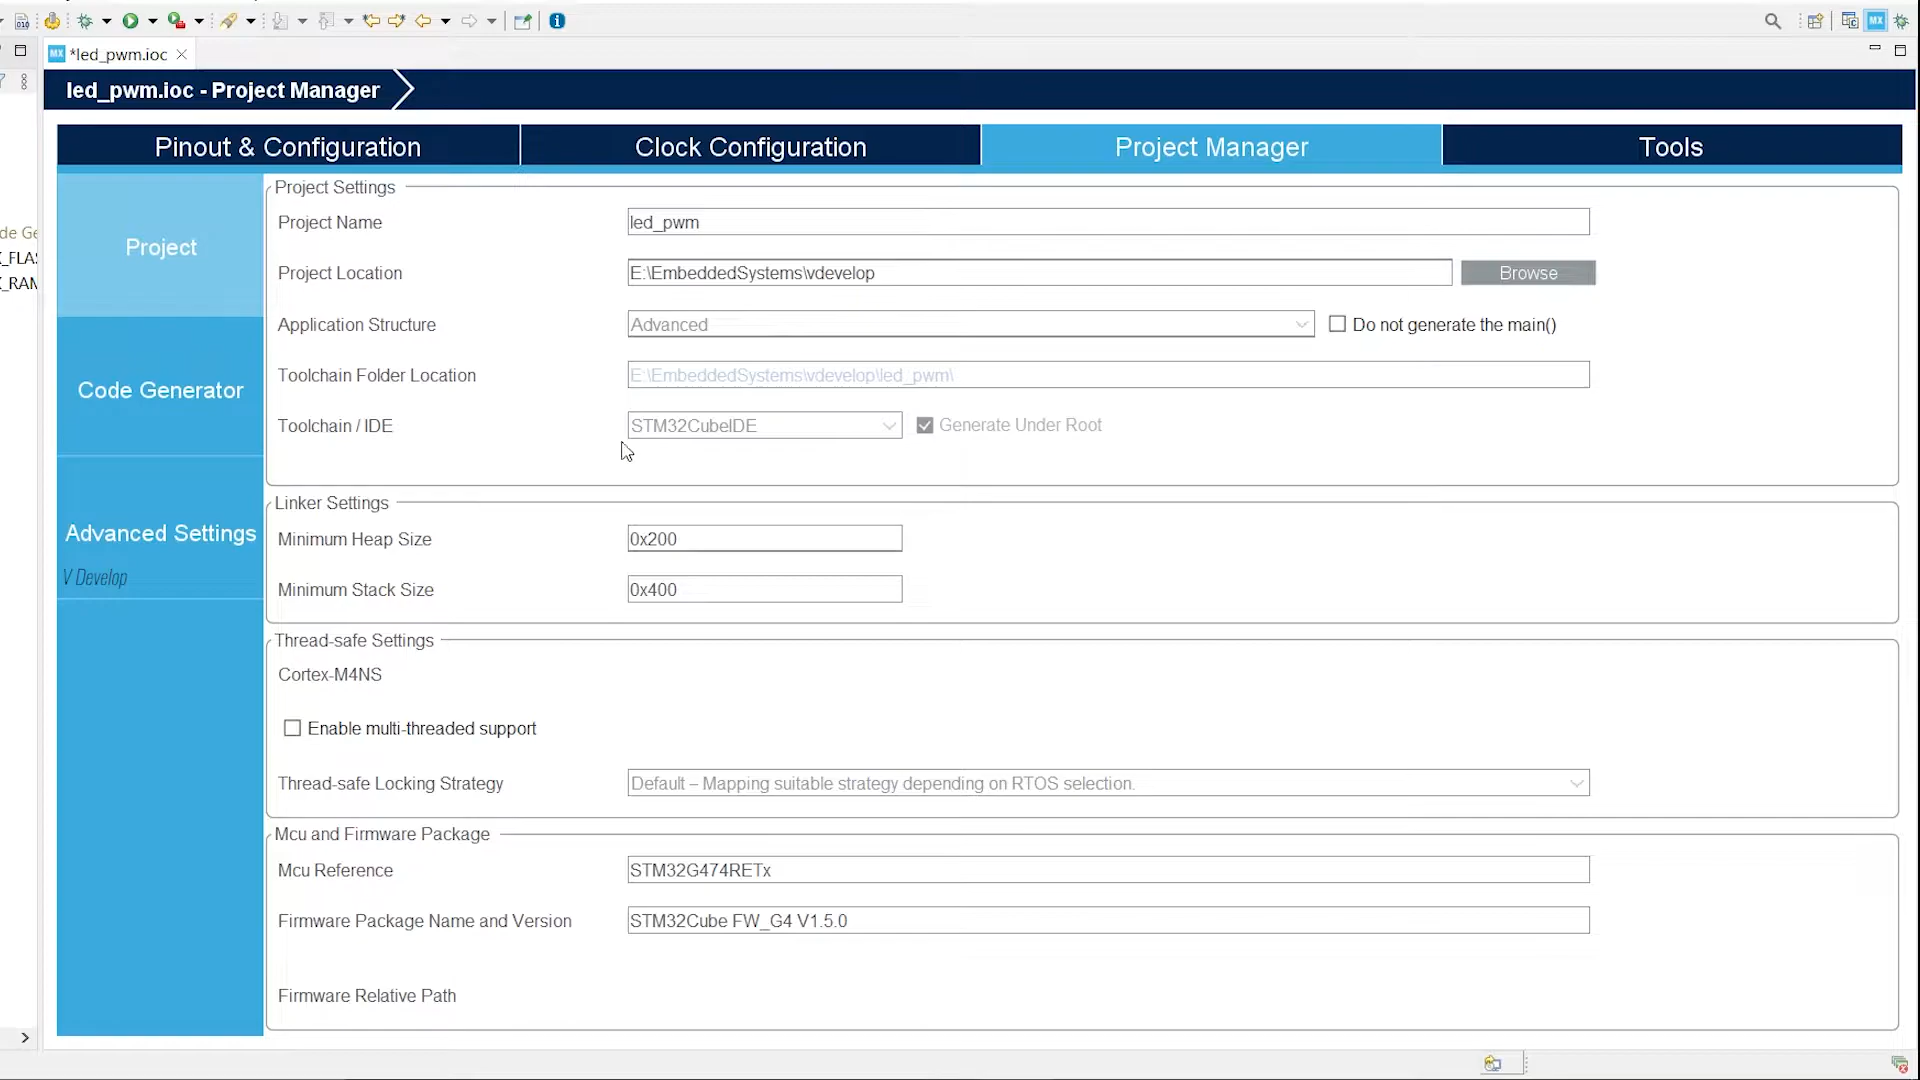 *led_pwm.ioc
led_pwm.ioc - Project Manager
Pinout & Configuration
Clock Configuration
Project Manager
Tools
Project
Code Generator
Advanced Settings
V Develop
de Ge
_FLAS
_RAM
Project Settings
Project Name
led_pwm
Project Location
E:\EmbeddedSystems\vdevelop
Browse
Application Structure
Advanced
Do not generate the main()
Toolchain Folder Location
E:\EmbeddedSystems\vdevelop\led_pwm\
Toolchain / IDE
STM32CubeIDE
Generate Under Root
Linker Settings
Minimum Heap Size
0x200
Minimum Stack Size
0x400
Thread-safe Settings
Cortex-M4NS
Enable multi-threaded support
Thread-safe Locking Strategy
Default – Mapping suitable strategy depending on RTOS selection.
Mcu and Firmware Package
Mcu Reference
STM32G474RETx
Firmware Package Name and Version
STM32Cube FW_G4 V1.5.0
Firmware Relative Path